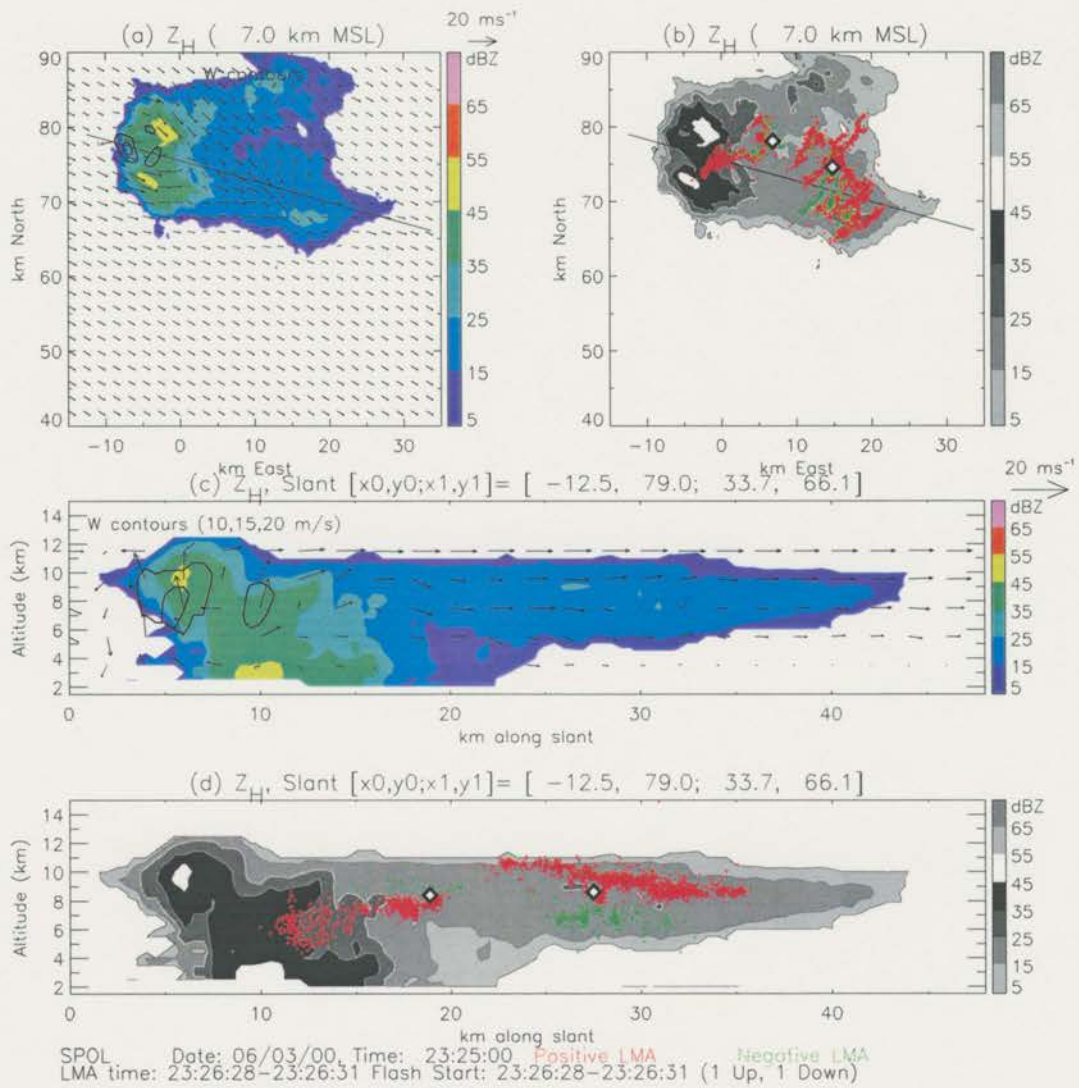 20 ms⁻¹
(a) Z_H ( 7.0 km MSL)
W contours
dBZ
65
55
45
35
25
15
5
90
80
70
60
50
40
km North
−10 0 10 20 30
km East
(b) Z_H ( 7.0 km MSL)
dBZ
65
55
45
35
25
15
5
90
80
70
60
50
40
km North
−10 0 10 20 30
km East
20 ms⁻¹
(c) Z_H, Slant [x0,y0;x1,y1]= [ −12.5, 79.0; 33.7, 66.1]
W contours (10,15,20 m/s)
dBZ
65
55
45
35
25
15
5
14
12
10
8
6
4
2
Altitude (km)
0 10 20 30 40
km along slant
(d) Z_H, Slant [x0,y0;x1,y1]= [ −12.5, 79.0; 33.7, 66.1]
dBZ
65
55
45
35
25
15
5
14
12
10
8
6
4
2
Altitude (km)
0 10 20 30 40
km along slant
SPOL Date: 06/03/00, Time: 23:25:00 Positive LMA Negative LMA
LMA time: 23:26:28−23:26:31 Flash Start: 23:26:28−23:26:31 (1 Up, 1 Down)